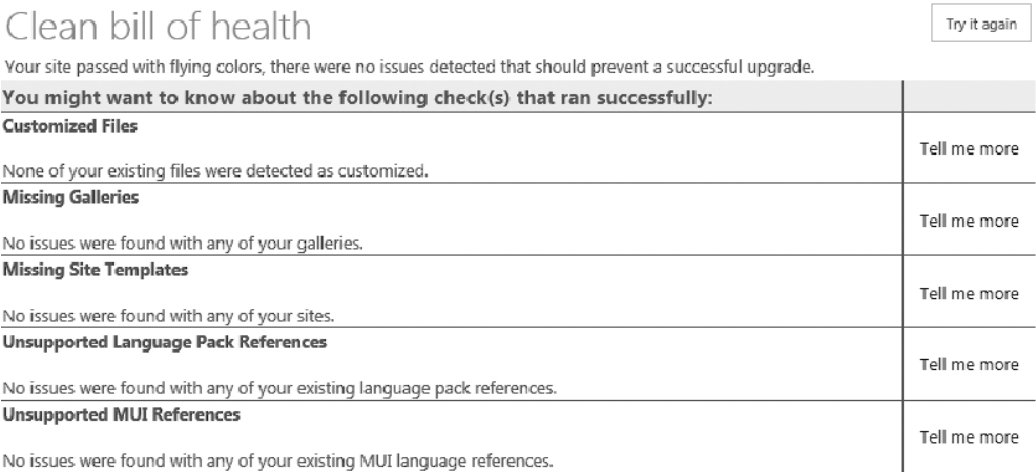 Clean bill of health
Try it again
Your site passed with flying colors, there were no issues detected that should prevent a successful upgrade.
You might want to know about the following check(s) that ran successfully:
Customized Files
Tell me more
None of your existing files were detected as customized.
Missing Galleries
Tell me more
No issues were found with any of your galleries.
Missing Site Templates
Tell me more
No issues were found with any of your sites.
Unsupported Language Pack References
Tell me more
No issues were found with any of your existing language pack references.
Unsupported MUI References
Tell me more
No issues were found with any of your existing MUI language references.